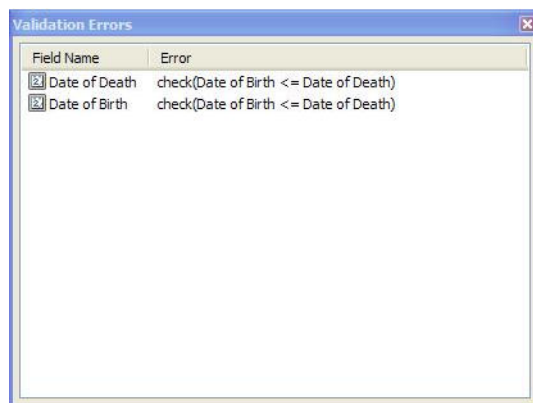 Validation Errors
Field Name Error
Date of Death check(Date of Birth <= Date of Death)
Date of Birth check(Date of Birth <= Date of Death)